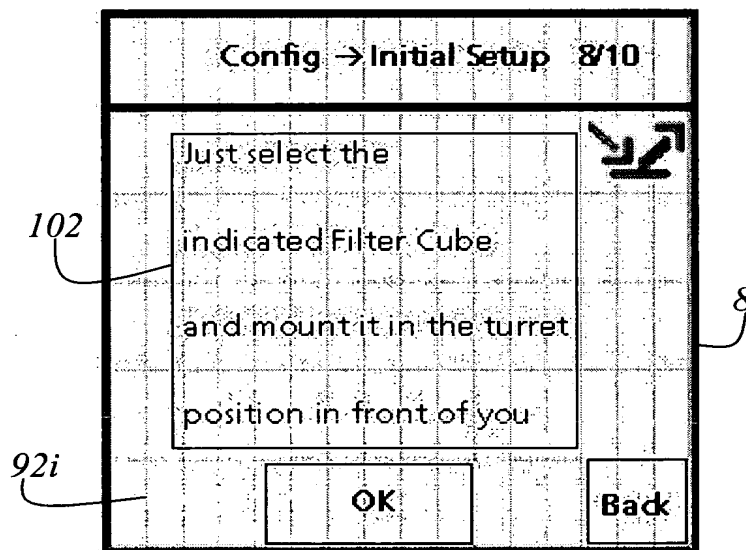 Config → Initial Setup 8/10
Just select the
indicated Filter Cube
and mount it in the turret
position in front of you
OK
Back
102
92i
8